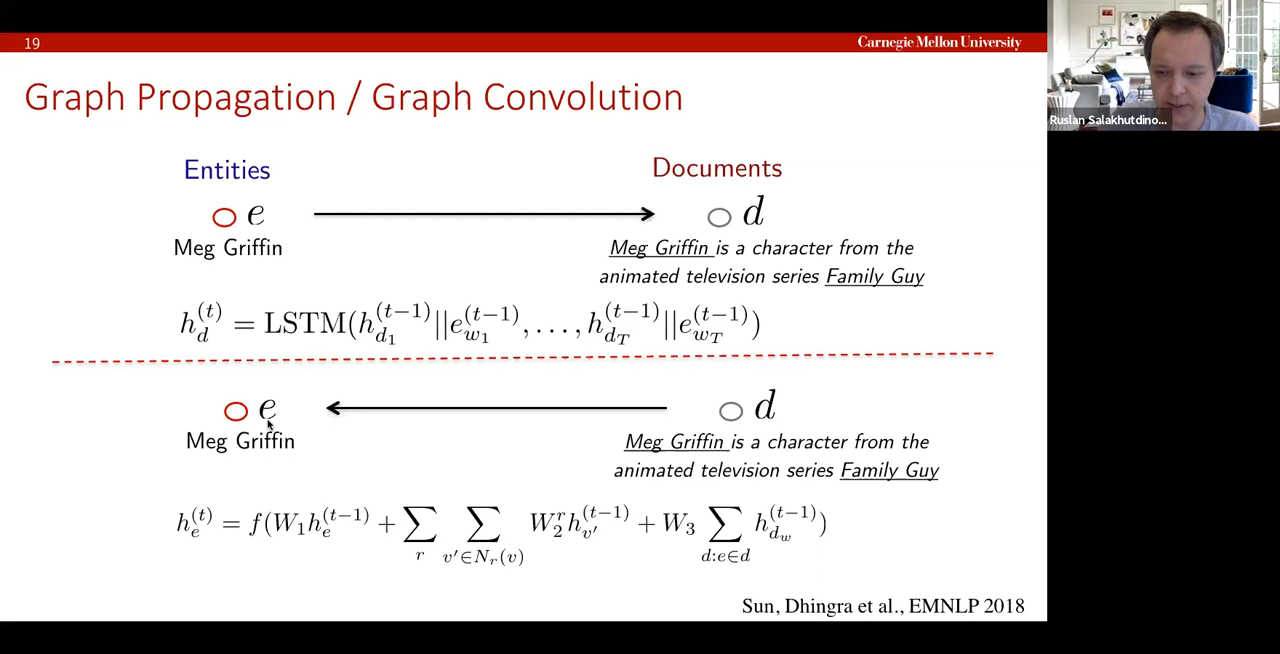 19
Carnegie Mellon University
Ruslan Salakhutdino...
Graph Propagation / Graph Convolution
Entities
Documents
e
d
Meg Griffin
Meg Griffin is a character from the
animated television series Family Guy
h_d^{(t)} = LSTM(h_{d_1}^{(t-1)}||e_{w_1}^{(t-1)}, . . . , h_{d_T}^{(t-1)}||e_{w_T}^{(t-1)})
e
d
Meg Griffin
Meg Griffin is a character from the
animated television series Family Guy
h_e^{(t)} = f(W_1 h_e^{(t-1)} + \sum_r \sum_{v'∈N_r(v)} W_2^r h_{v'}^{(t-1)} + W_3 \sum_{d:e∈d} h_{d_w}^{(t-1)})
Sun, Dhingra et al., EMNLP 2018